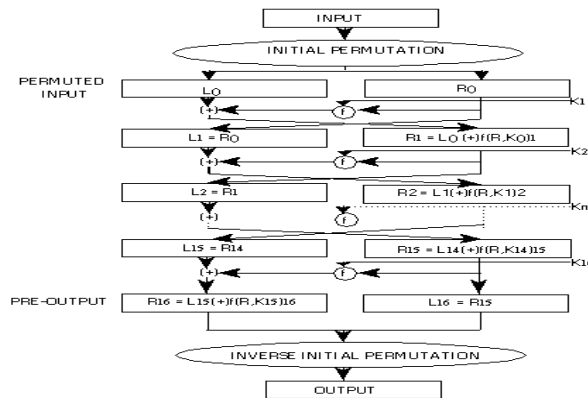 INPUT
INITIAL PERMUTATION
PERMUTED
INPUT
L0
R0
K1
(+)
f
L1 = R0
R1 = L0 (+)f(R,K0)1
K2
(+)
f
L2 = R1
R2 = L1(+)f(R,K1)2
Kn
(+)
f
L15 = R14
R15 = L14(+)f(R,K14)15
K16
(+)
f
PRE-OUTPUT
R16 = L15(+)f(R,K15)16
L16 = R15
INVERSE INITIAL PERMUTATION
OUTPUT